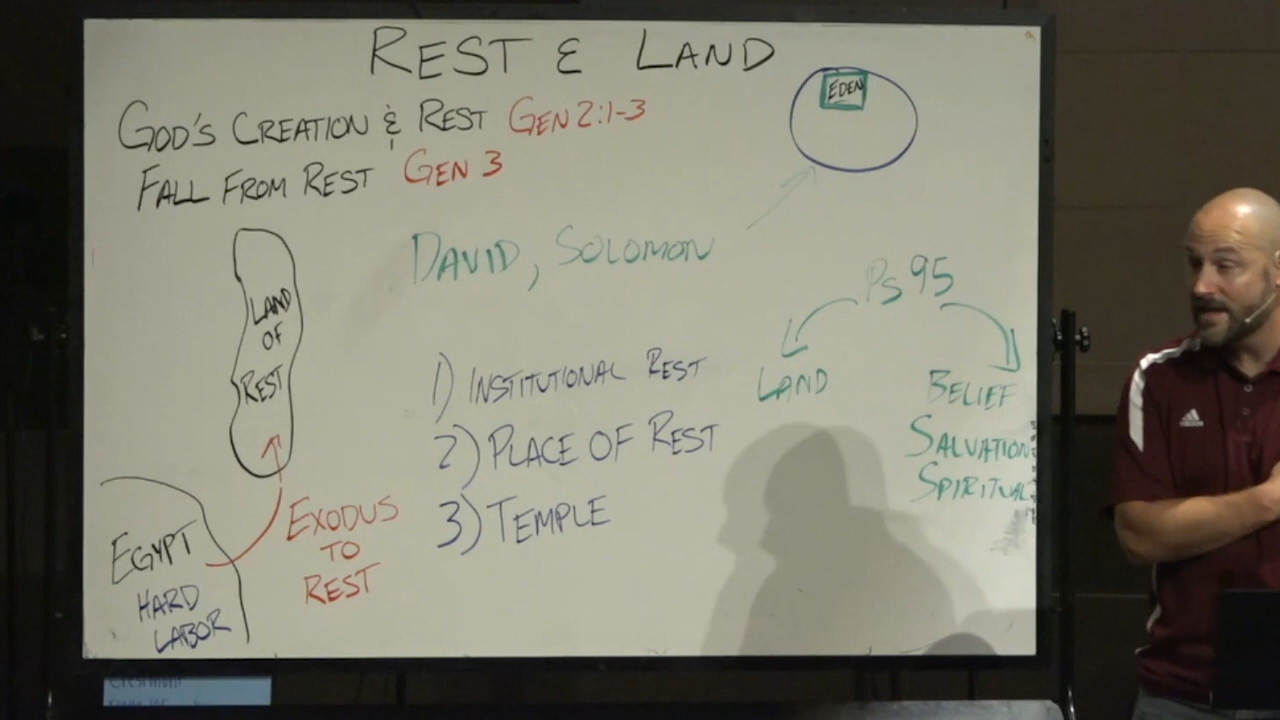 REST & LAND
EDEN
GOD'S CREATION & REST GEN 2:1-3
FALL FROM REST GEN 3
DAVID, SOLOMON
PS 95
LAND
BELIEF
SALVATION
SPIRITUAL
LAND
OF
REST
1) INSTITUTIONAL REST
2) PLACE OF REST
3) TEMPLE
EGYPT
HARD
LABOR
EXODUS
TO
REST
adidas